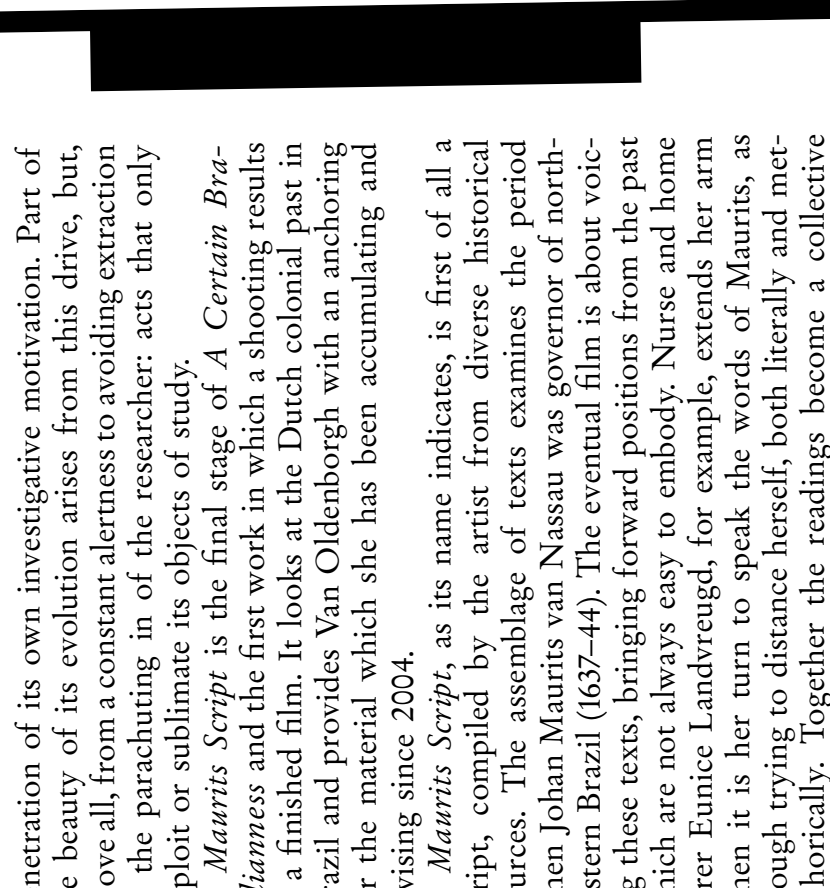 netration of its own investigative motivation. Part of
e beauty of its evolution arises from this drive, but,
ove all, from a constant alertness to avoiding extraction
the parachuting in of the researcher: acts that only
ploit or sublimate its objects of study.
Maurits Script is the final stage of A Certain Bra-
lianness and the first work in which a shooting results
a finished film. It looks at the Dutch colonial past in
razil and provides Van Oldenborgh with an anchoring
r the material which she has been accumulating and
vising since 2004.
Maurits Script, as its name indicates, is first of all a
ript, compiled by the artist from diverse historical
urces. The assemblage of texts examines the period
hen Johan Maurits van Nassau was governor of north-
stern Brazil (1637–44). The eventual film is about voic-
g these texts, bringing forward positions from the past
hich are not always easy to embody. Nurse and home
rer Eunice Landvreugd, for example, extends her arm
hen it is her turn to speak the words of Maurits, as
ough trying to distance herself, both literally and met-
horically. Together the readings become a collective